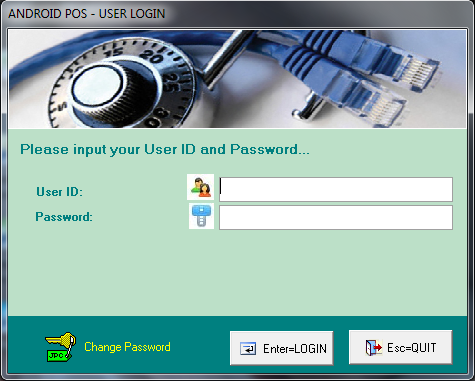 ANDROID POS - USER LOGIN
Please input your User ID and Password...
User ID:
Password:
JPG
Change Password
Enter=LOGIN
Esc=QUIT